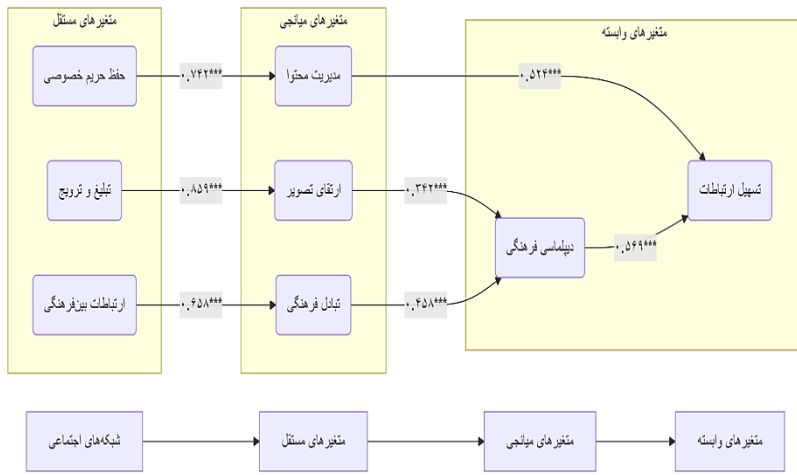 متغیرهای مستقل
متغیرهای میانجی
متغیرهای وابسته
حفظ حریم خصوصی
۰.۷۴۲***
مدیریت محتوا
۰.۵۲۴***
تبلیغ و ترویج
۰.۸۵۹***
ارتقای تصویر
۰.۳۴۲***
تسهیل ارتباطات
دیپلماسی فرهنگی
۰.۵۶۹***
ارتباطات بین‌فرهنگی
۰.۶۵۸***
تبادل فرهنگی
۰.۴۵۸***
شبکه‌های اجتماعی
متغیرهای مستقل
متغیرهای میانجی
متغیرهای وابسته